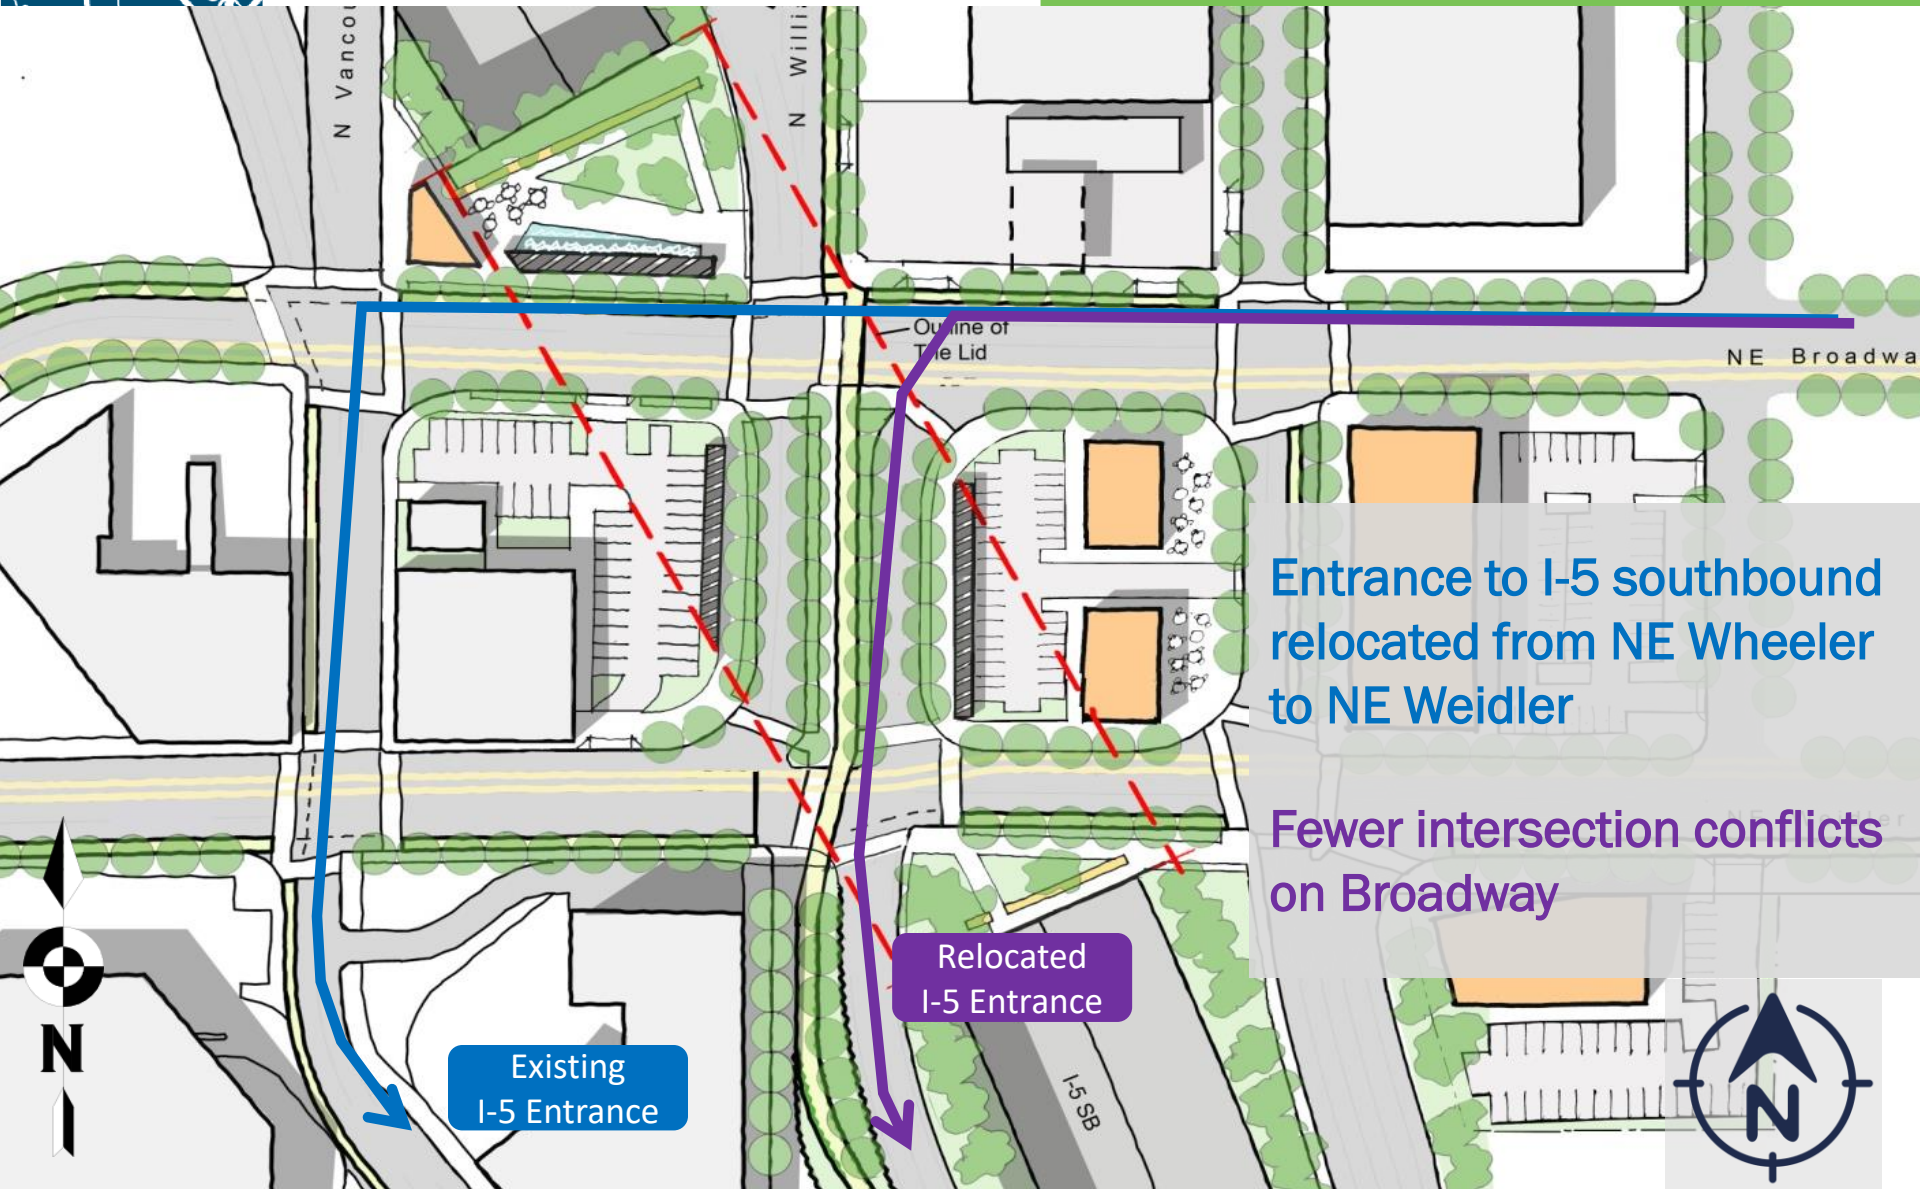 N Vancou
N Willi
Outline of
The Lid
NE Broadwa
Entrance to I-5 southbound
relocated from NE Wheeler
to NE Weidler
Fewer intersection conflicts
on Broadway
Relocated
I-5 Entrance
Existing
I-5 Entrance
I-5 SB
N
N